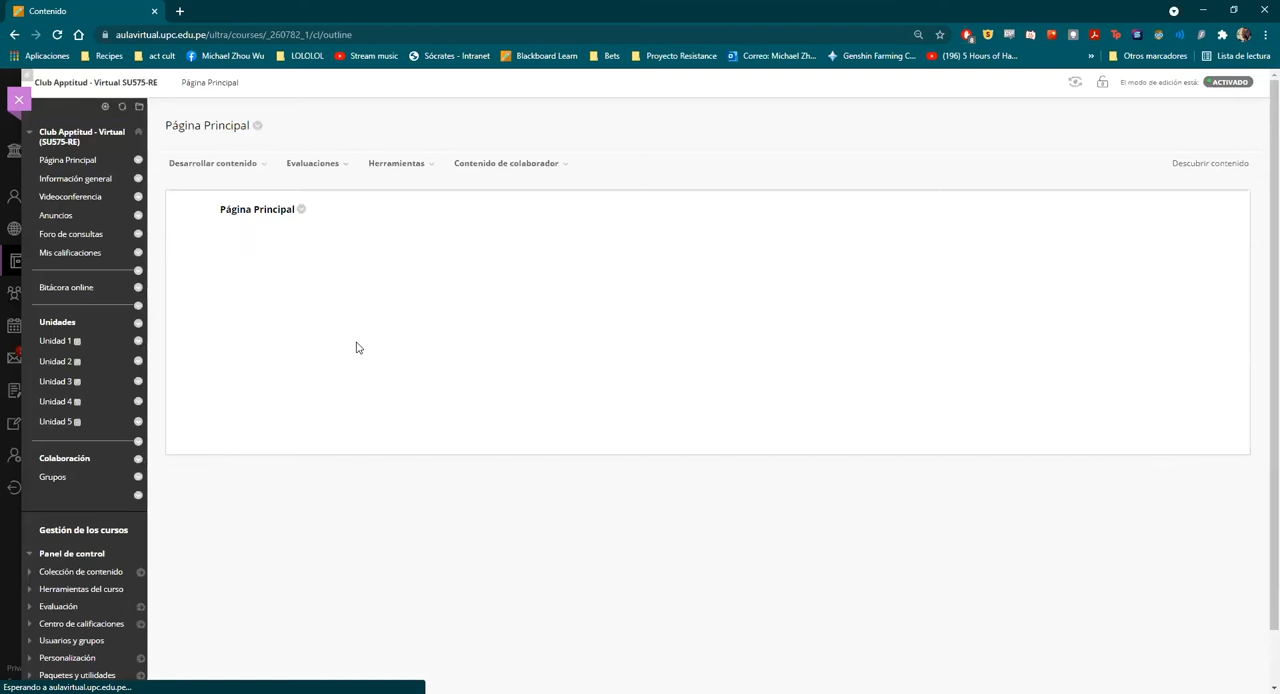 Contenido
aulavirtual.upc.edu.pe/ultra/courses/_260782_1/cl/outline
Aplicaciones
Recipes
act cult
Michael Zhou Wu
LOLOLOL
Stream music
Sócrates - Intranet
Blackboard Learn
Bets
Proyecto Resistance
Correo: Michael Zh...
Genshin Farming C...
(196) 5 Hours of Ha...
»
Otros marcadores
Lista de lectura
Club Apptitud - Virtual SU575-RE
Página Principal
El modo de edición está:
ACTIVADO
Club Apptitud - Virtual
(SU575-RE)
Página Principal
Información general
Videoconferencia
Anuncios
Foro de consultas
Mis calificaciones
Bitácora online
Unidades
Unidad 1
Unidad 2
Unidad 3
Unidad 4
Unidad 5
Colaboración
Grupos
Gestión de los cursos
Panel de control
Colección de contenido
Herramientas del curso
Evaluación
Centro de calificaciones
Usuarios y grupos
Personalización
Paquetes y utilidades
Página Principal
Desarrollar contenido
Evaluaciones
Herramientas
Contenido de colaborador
Descubrir contenido
Página Principal
Esperando a aulavirtual.upc.edu.pe...